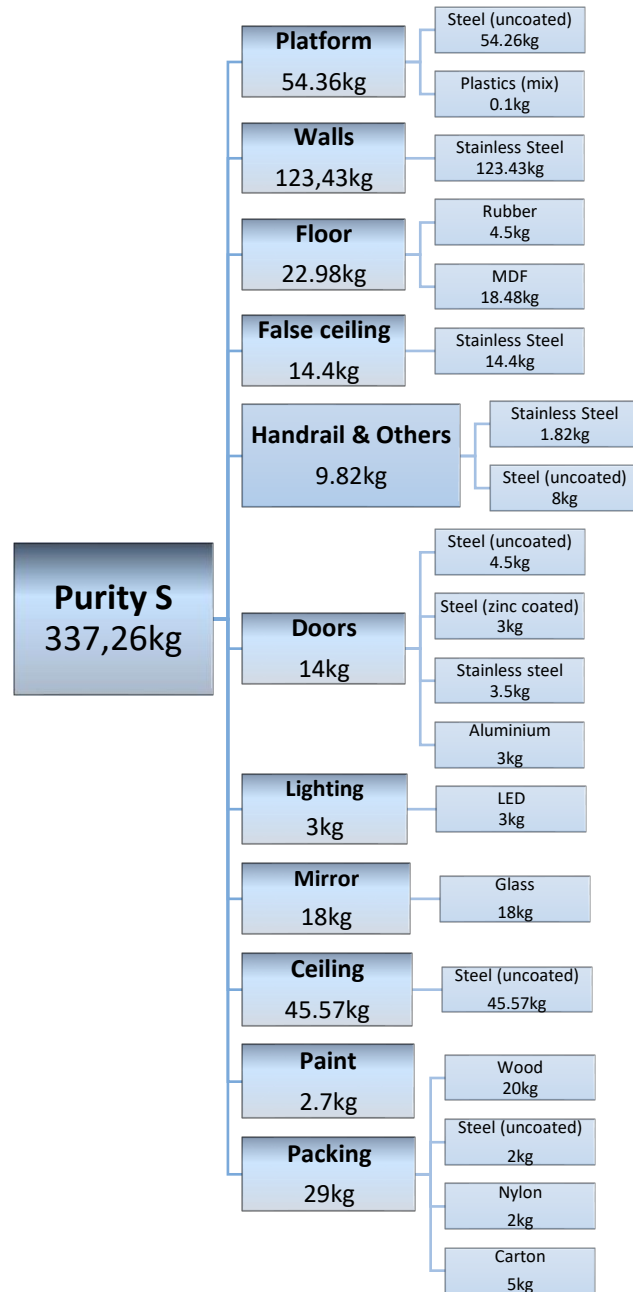 Purity S
337,26kg
Platform
54.36kg
Steel (uncoated)
54.26kg
Plastics (mix)
0.1kg
Walls
123,43kg
Stainless Steel
123.43kg
Floor
22.98kg
Rubber
4.5kg
MDF
18.48kg
False ceiling
14.4kg
Stainless Steel
14.4kg
Handrail & Others
9.82kg
Stainless Steel
1.82kg
Steel (uncoated)
8kg
Doors
14kg
Steel (uncoated)
4.5kg
Steel (zinc coated)
3kg
Stainless steel
3.5kg
Aluminium
3kg
Lighting
3kg
LED
3kg
Mirror
18kg
Glass
18kg
Ceiling
45.57kg
Steel (uncoated)
45.57kg
Paint
2.7kg
Packing
29kg
Wood
20kg
Steel (uncoated)
2kg
Nylon
2kg
Carton
5kg